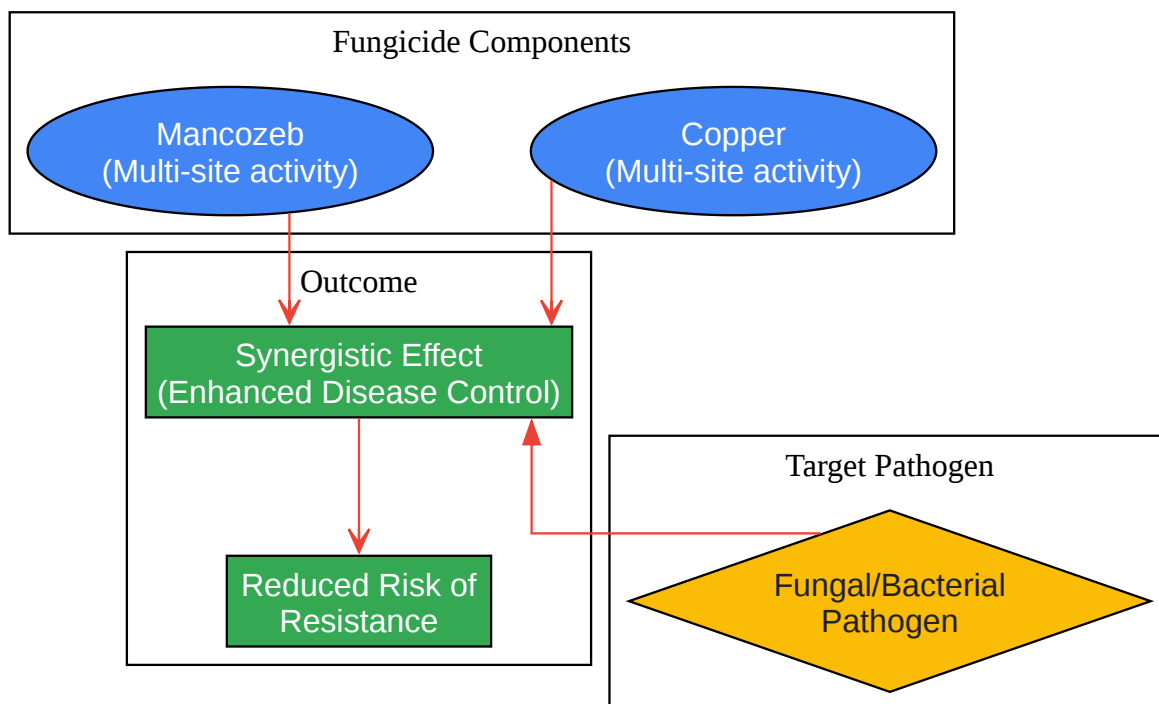 Fungicide Components
Mancozeb
(Multi-site activity)
Copper
(Multi-site activity)
Outcome
Synergistic Effect
(Enhanced Disease Control)
Target Pathogen
Fungal/Bacterial
Pathogen
Reduced Risk of
Resistance